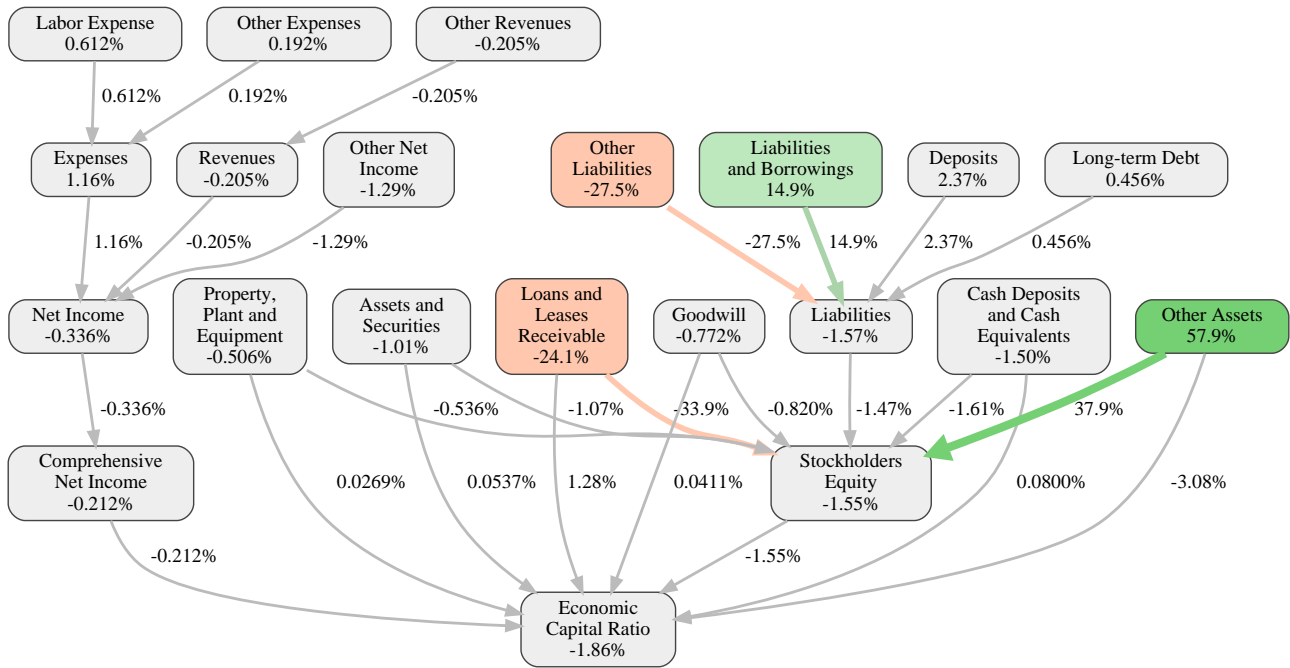 Labor Expense
0.612%
Other Expenses
0.192%
Other Revenues
-0.205%
0.612%
0.192%
-0.205%
Expenses
1.16%
Revenues
-0.205%
Other Net
Income
-1.29%
Other
Liabilities
-27.5%
Liabilities
and Borrowings
14.9%
Deposits
2.37%
Long-term Debt
0.456%
1.16%
-0.205%
-1.29%
-27.5%
14.9%
2.37%
0.456%
Net Income
-0.336%
Property,
Plant and
Equipment
-0.506%
Assets and
Securities
-1.01%
Loans and
Leases
Receivable
-24.1%
Goodwill
-0.772%
Liabilities
-1.57%
Cash Deposits
and Cash
Equivalents
-1.50%
Other Assets
57.9%
-0.336%
-0.536%
-1.07%
-33.9%
-0.820%
-1.47%
-1.61%
37.9%
Comprehensive
Net Income
-0.212%
0.0269%
0.0537%
1.28%
0.0411%
Stockholders
Equity
-1.55%
0.0800%
-3.08%
-0.212%
-1.55%
Economic
Capital Ratio
-1.86%